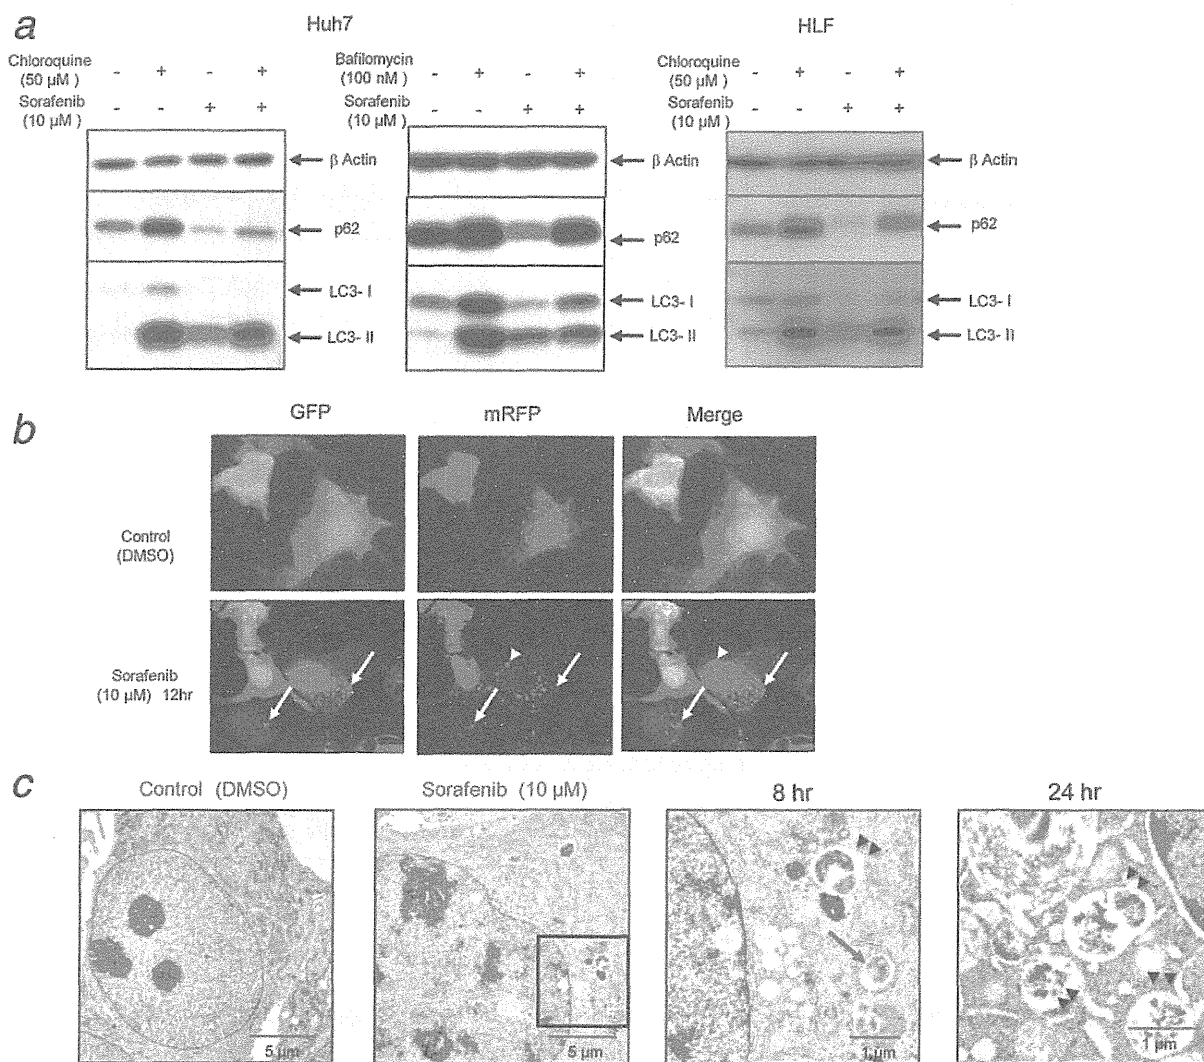 a
Huh7
HLF
Chloroquine
(50 µM )
- + - +
Sorafenib
(10 µM )
- - + +
β Actin
p62
LC3- I
LC3- II
Bafilomycin
(100 nM )
- + - +
Sorafenib
(10 µM )
- - + +
β Actin
p62
LC3- I
LC3- II
Chloroquine
(50 µM )
- + - +
Sorafenib
(10 µM )
- - + +
β Actin
p62
LC3- I
LC3- II
b
GFP mRFP Merge
Control
(DMSO)
Sorafenib
(10 µM) 12hr
c
Control (DMSO)
Sorafenib (10 µM)
8 hr
24 hr
5 µm
5 µm
1 µm
1 µm